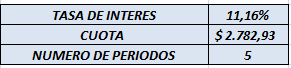 TASA DE INTERES 11,16%
CUOTA $ 2.782,93
NUMERO DE PERIODOS 5